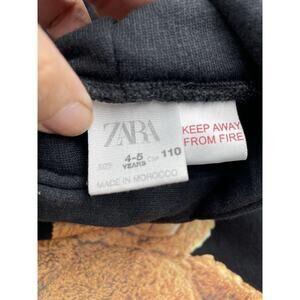 ZARA
SIZE 4-5 YEARS CM 110
MADE IN MOROCCO
KEEP AWAY
FROM FIRE